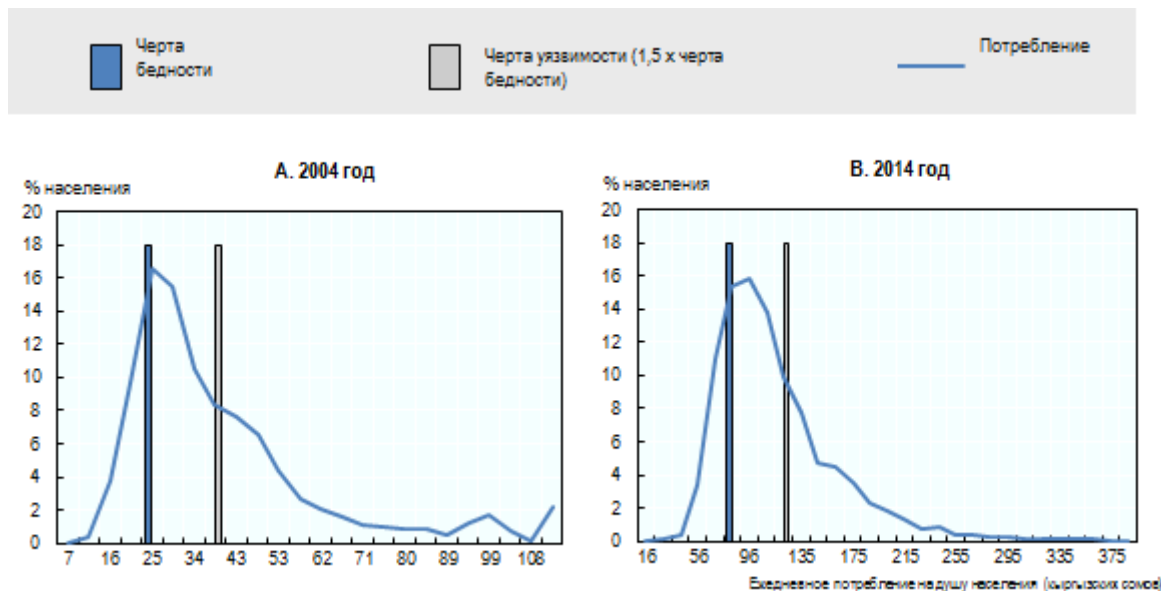 Черта
бедности
Черта уязвимости (1,5 х черта
бедности)
Потребление
А. 2004 год
% населения
20
18
16
14
12
10
8
6
4
2
0
7 16 25 34 43 53 62 71 80 89 99 108
В. 2014 год
% населения
20
18
16
14
12
10
8
6
4
2
0
16 56 96 135 175 215 255 295 335 375
Ежедневное потребление на душу населения (кыргызских сомов)